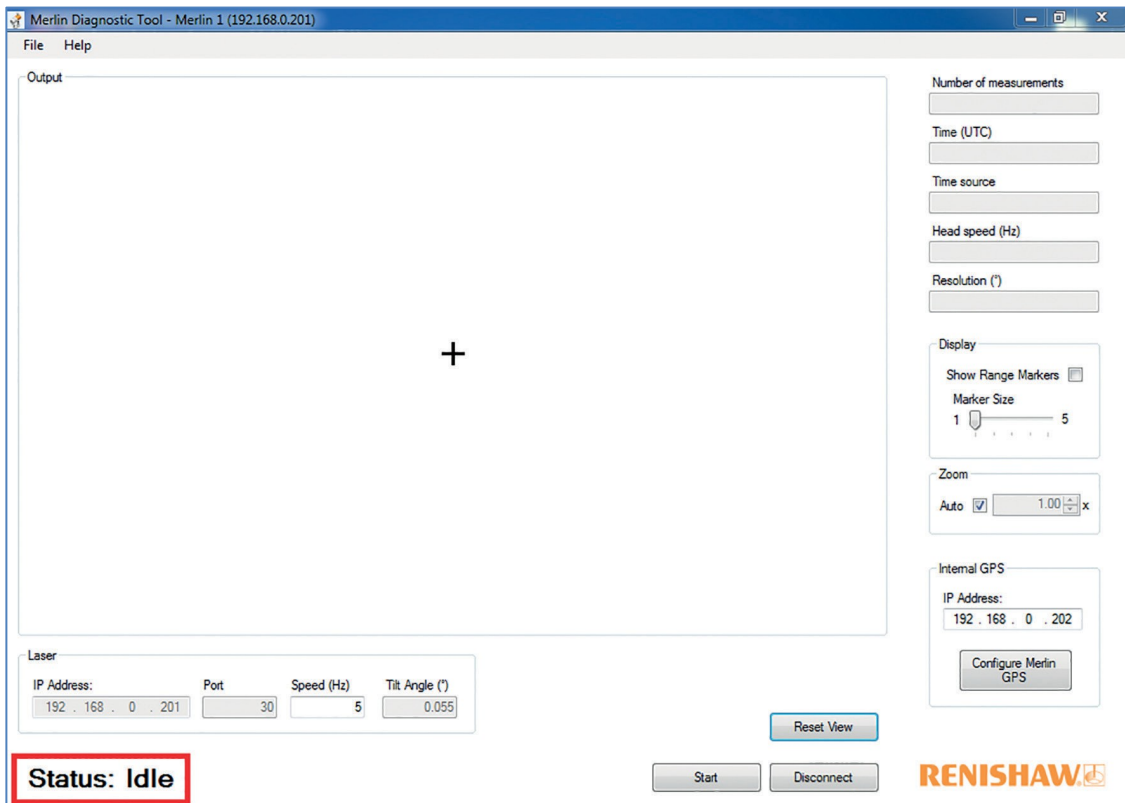 Merlin Diagnostic Tool - Merlin 1 (192.168.0.201)
File Help
Output
Number of measurements
Time (UTC)
Time source
Head speed (Hz)
Resolution (°)
Display
Show Range Markers
Marker Size
1 5
Zoom
Auto 1.00 x
Internal GPS
IP Address:
192 . 168 . 0 . 202
Configure Merlin
GPS
Laser
IP Address: Port Speed (Hz) Tilt Angle (°)
192 . 168 . 0 . 201 30 5 0.055
Reset View
Status: Idle
Start Disconnect
RENISHAW